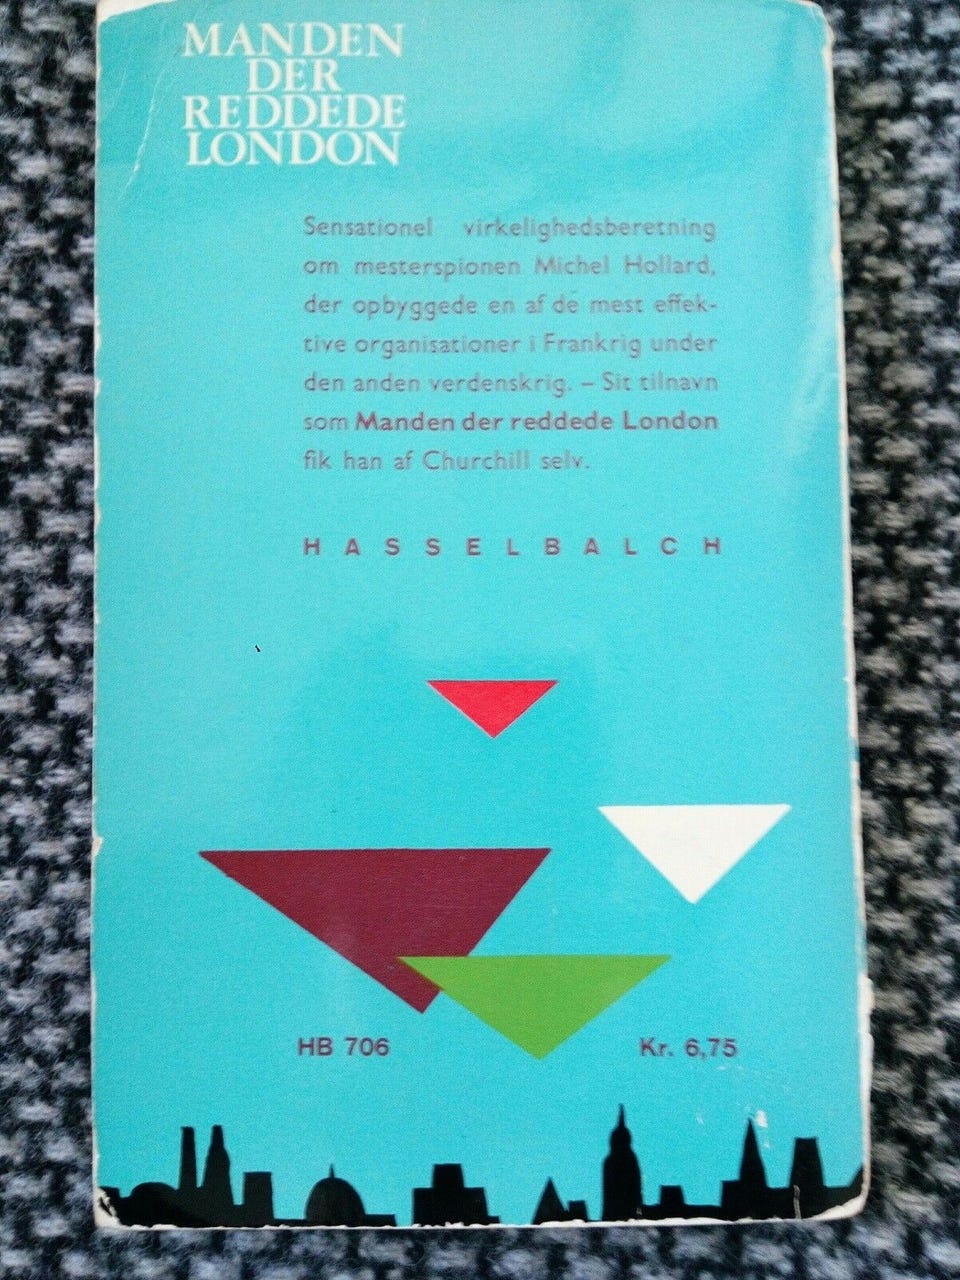 MANDEN
DER
REDDEDE
LONDON
Sensationel virkelighedsberetning
om mesterspionen Michel Hollard,
der opbyggede en af de mest effek-
tive organisationer i Frankrig under
den anden verdenskrig. – Sit tilnavn
som Manden der reddede London
fik han af Churchill selv.
HASSELBALCH
HB 706
Kr. 6,75